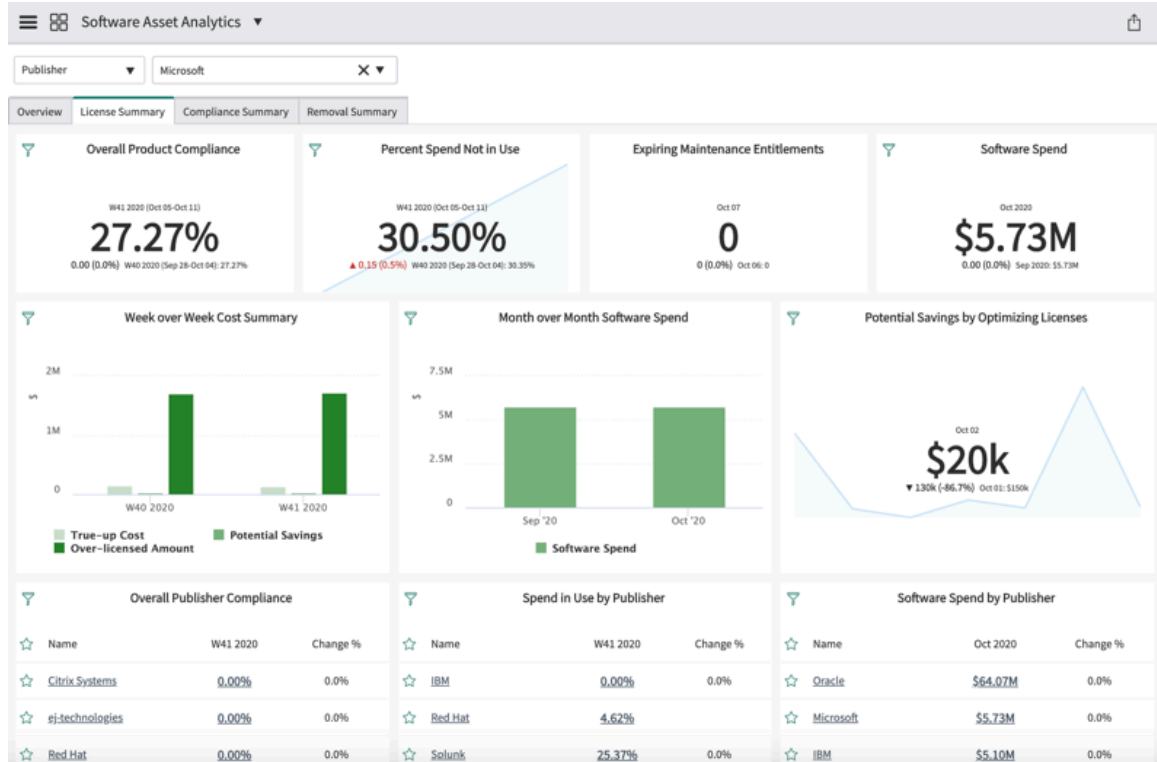 Software Asset Analytics ▼
Publisher ▼ Microsoft ✕ ▼
Overview License Summary Compliance Summary Removal Summary
Overall Product Compliance
W41 2020 (Oct 05-Oct 11)
27.27%
0.00 (0.0%) W40 2020 (Sep 28-Oct 04): 27.27%
Percent Spend Not in Use
W41 2020 (Oct 05-Oct 11)
30.50%
▲ 0.15 (0.5%) W40 2020 (Sep 28-Oct 04): 30.35%
Expiring Maintenance Entitlements
Oct 07
0
0 (0.0%) Oct 06: 0
Software Spend
Oct 2020
$5.73M
0.00 (0.0%) Sep 2020: $5.73M
Week over Week Cost Summary
2M
$
1M
0
W40 2020 W41 2020
True-up Cost Potential Savings
Over-licensed Amount
Month over Month Software Spend
7.5M
$
5M
2.5M
0
Sep '20 Oct '20
Software Spend
Potential Savings by Optimizing Licenses
Oct 02
$20k
▼ 130k (-86.7%) Oct 01: $150k
Overall Publisher Compliance
Name W41 2020 Change %
Citrix Systems 0.00% 0.0%
ej-technologies 0.00% 0.0%
Red Hat 0.00% 0.0%
Spend in Use by Publisher
Name W41 2020 Change %
IBM 0.00% 0.0%
Red Hat 4.62%
Splunk 25.37% 0.0%
Software Spend by Publisher
Name Oct 2020 Change %
Oracle $64.07M 0.0%
Microsoft $5.73M 0.0%
IBM $5.10M 0.0%